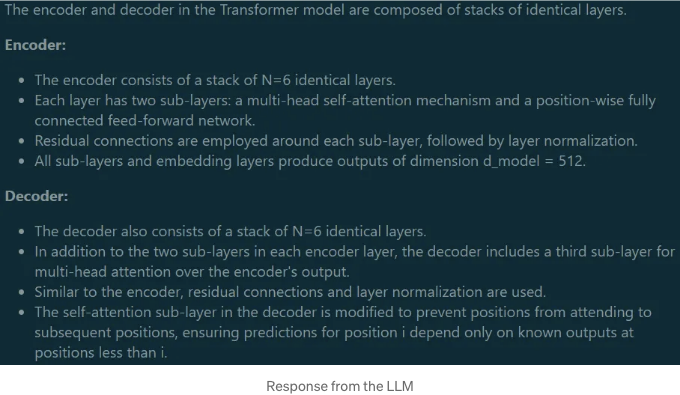 The encoder and decoder in the Transformer model are composed of stacks of identical layers.
Encoder:
• The encoder consists of a stack of N=6 identical layers.
• Each layer has two sub-layers: a multi-head self-attention mechanism and a position-wise fully
connected feed-forward network.
• Residual connections are employed around each sub-layer, followed by layer normalization.
• All sub-layers and embedding layers produce outputs of dimension d_model = 512.
Decoder:
• The decoder also consists of a stack of N=6 identical layers.
• In addition to the two sub-layers in each encoder layer, the decoder includes a third sub-layer for
multi-head attention over the encoder's output.
• Similar to the encoder, residual connections and layer normalization are used.
• The self-attention sub-layer in the decoder is modified to prevent positions from attending to
subsequent positions, ensuring predictions for position i depend only on known outputs at
positions less than i.
Response from the LLM